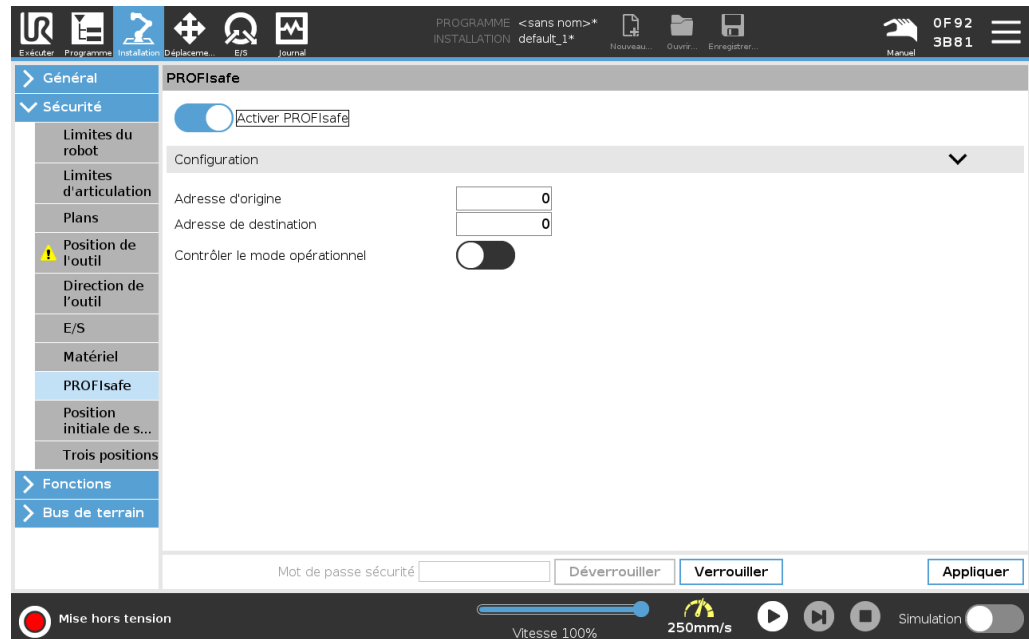 UR
PROGRAMME <sans nom>*
INSTALLATION default_1*
Exécuter
Programme
Installation
Déplaceme...
E/S
Journal
Nouveau...
Ouvrir...
Enregistrer...
Manuel
0F92
3B81
Général
Sécurité
Limites du
robot
Limites
d'articulation
Plans
Position de
l'outil
Direction de
l'outil
E/S
Matériel
PROFIsafe
Position
initiale de s...
Trois positions
Fonctions
Bus de terrain
PROFIsafe
Activer PROFIsafe
Configuration
Adresse d'origine 0
Adresse de destination 0
Contrôler le mode opérationnel
Mot de passe sécurité Déverrouiller Verrouiller Appliquer
Mise hors tension
Vitesse 100%
250mm/s
Simulation